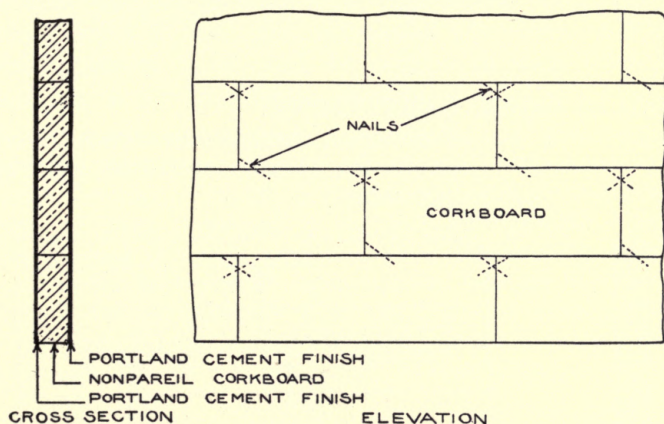 NAILS
CORKBOARD
PORTLAND CEMENT FINISH
NONPAREIL CORKBOARD
PORTLAND CEMENT FINISH
CROSS SECTION
ELEVATION